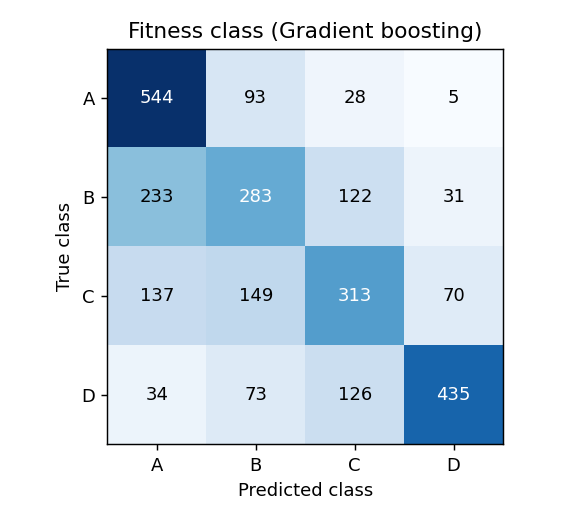 Fitness class (Gradient boosting)
True class
A 544 93 28 5
B 233 283 122 31
C 137 149 313 70
D 34 73 126 435
A B C D
Predicted class